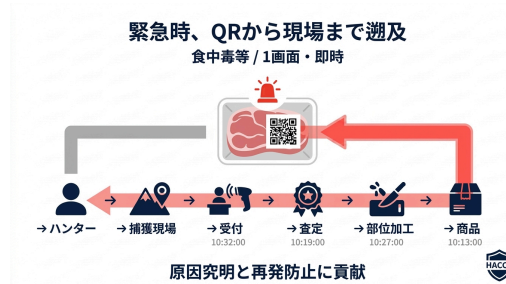 緊急時、QRから現場まで遡及
食中毒等 / 1画面・即時
→ハンター →捕獲現場 →受付 →査定 →部位加工 →商品
10:32:00 10:19:00 10:27:00 10:13:00
原因究明と再発防止に貢献
HACC